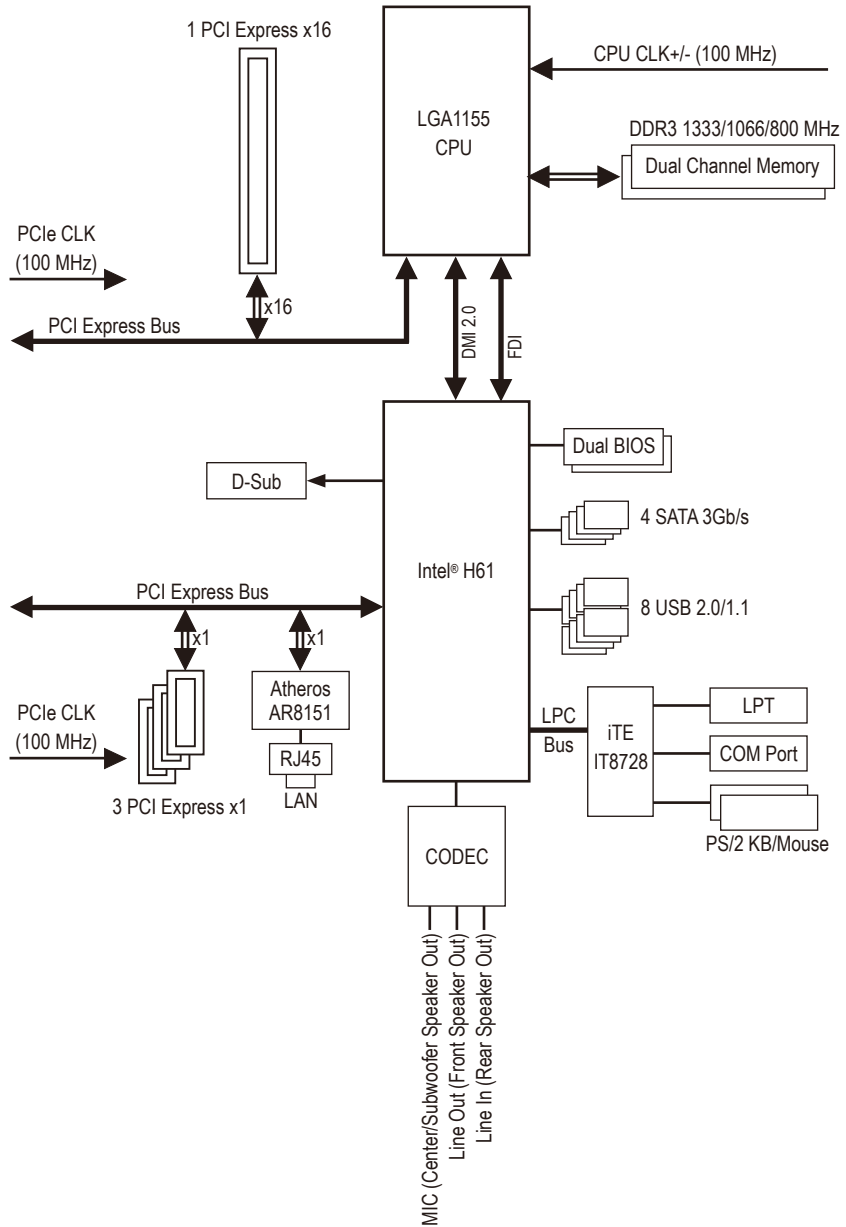 1 PCI Express x16
CPU CLK+/- (100 MHz)
LGA1155
CPU
DDR3 1333/1066/800 MHz
Dual Channel Memory
PCIe CLK
(100 MHz)
x16
PCI Express Bus
DMI 2.0
FDI
Dual BIOS
D-Sub
4 SATA 3Gb/s
Intel® H61
PCI Express Bus
8 USB 2.0/1.1
x1
x1
Atheros
AR8151
PCIe CLK
(100 MHz)
RJ45
LAN
3 PCI Express x1
LPC
Bus
iTE
IT8728
LPT
COM Port
PS/2 KB/Mouse
CODEC
MIC (Center/Subwoofer Speaker Out)
Line Out (Front Speaker Out)
Line In (Rear Speaker Out)